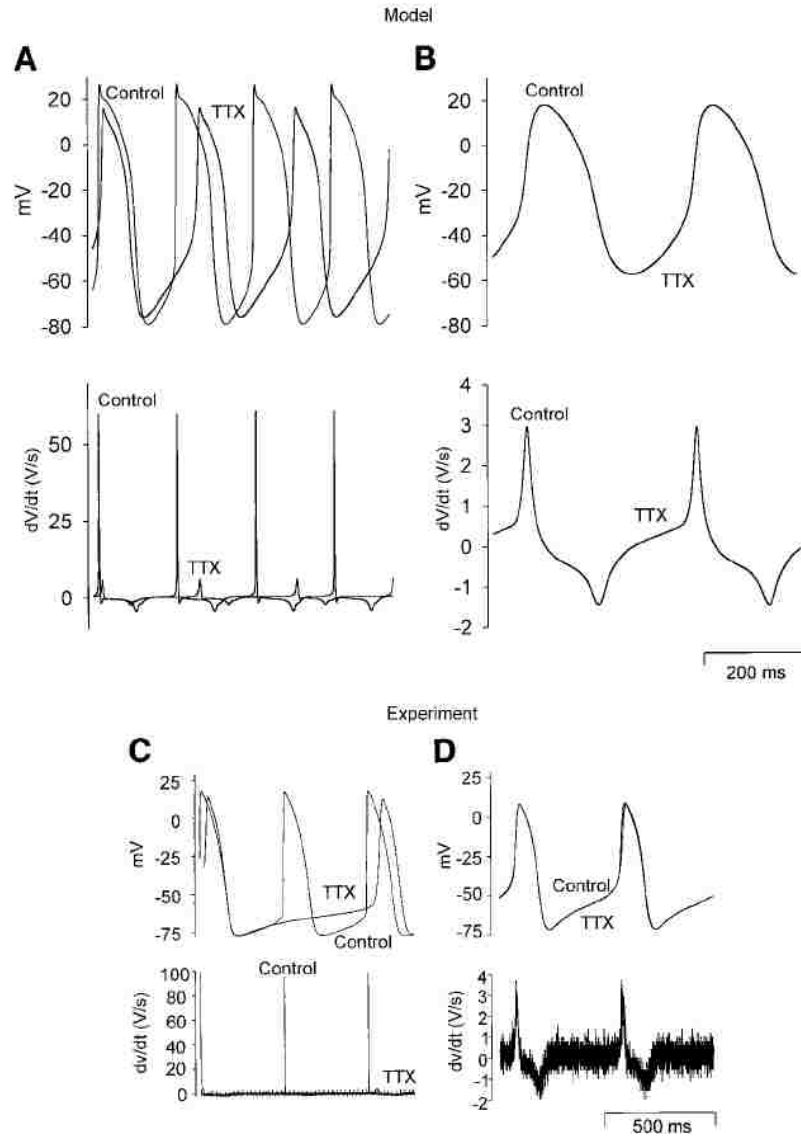 Model
A
B
20
0
-20
-40
-60
-80
mV
Control
TTX
20
0
-20
-40
-60
-80
mV
Control
TTX
50
25
0
dV/dt (V/s)
Control
TTX
4
3
2
1
0
-1
-2
dV/dt (V/s)
Control
TTX
200 ms
Experiment
C
D
25
0
-25
-50
-75
mV
TTX
Control
25
0
-25
-50
-75
mV
Control
TTX
100
80
60
40
20
0
dv/dt (V/s)
Control
TTX
4
3
2
1
0
-1
-2
dv/dt (V/s)
500 ms